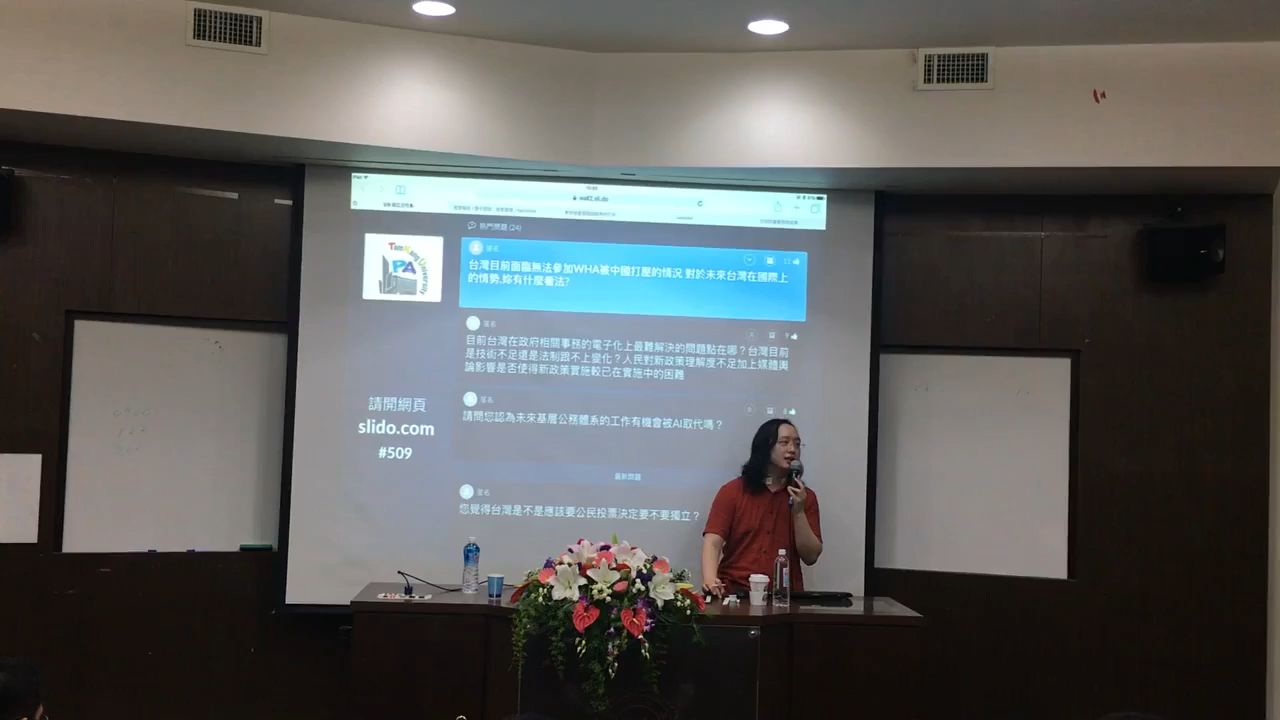 wall2.sli.do
熱門問題 (24)
Tamkang University
PA
匿名
11
台灣目前面臨無法參加WHA被中國打壓的情況 對於未來台灣在國際上
的情勢,妳有什麼看法?
匿名
9
目前台灣在政府相關事務的電子化上最難解決的問題點在哪？台灣目前
是技術不足還是法制跟不上變化？人民對新政策理解度不足加上媒體輿
論影響是否使得新政策實施較已在實施中的困難
匿名
8
請問您認為未來基層公務體系的工作有機會被AI取代嗎？
最新問題
匿名
您覺得台灣是不是應該要公民投票決定要不要獨立？
請開網頁
slido.com
#509